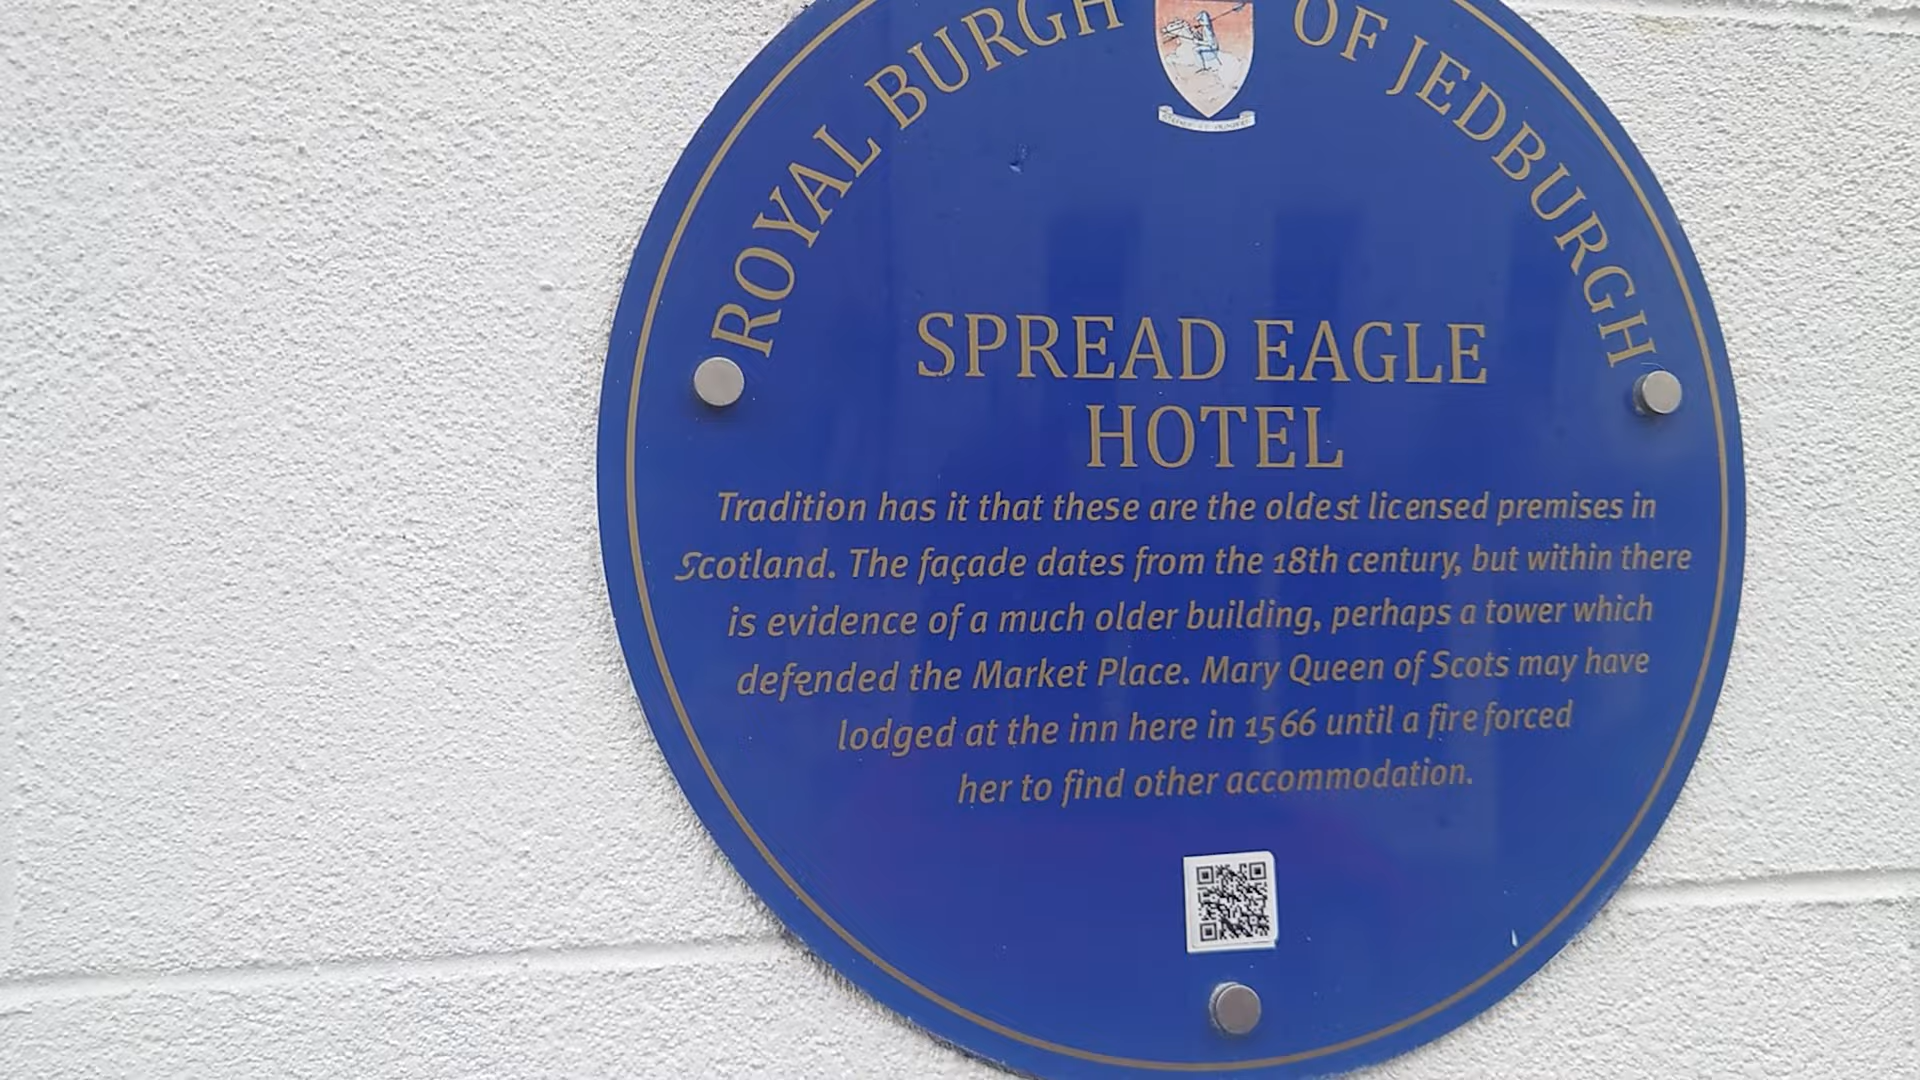 ROYAL BURGH OF JEDBURGH
SPREAD EAGLE
HOTEL
Tradition has it that these are the oldest licensed premises in
Scotland. The façade dates from the 18th century, but within there
is evidence of a much older building, perhaps a tower which
defended the Market Place. Mary Queen of Scots may have
lodged at the inn here in 1566 until a fire forced
her to find other accommodation.